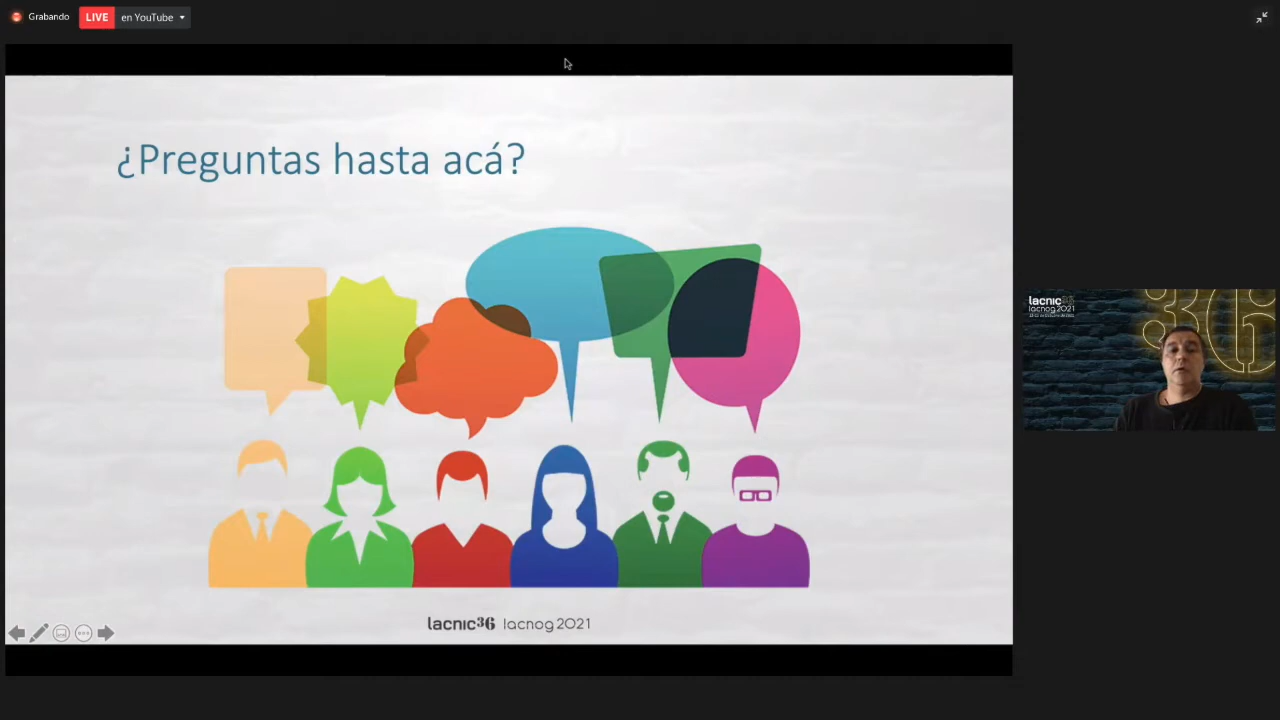 Grabando
LIVE
en YouTube
¿Preguntas hasta acá?
lacnic36
lacnog 2021
lacnic36 lacnog 2021